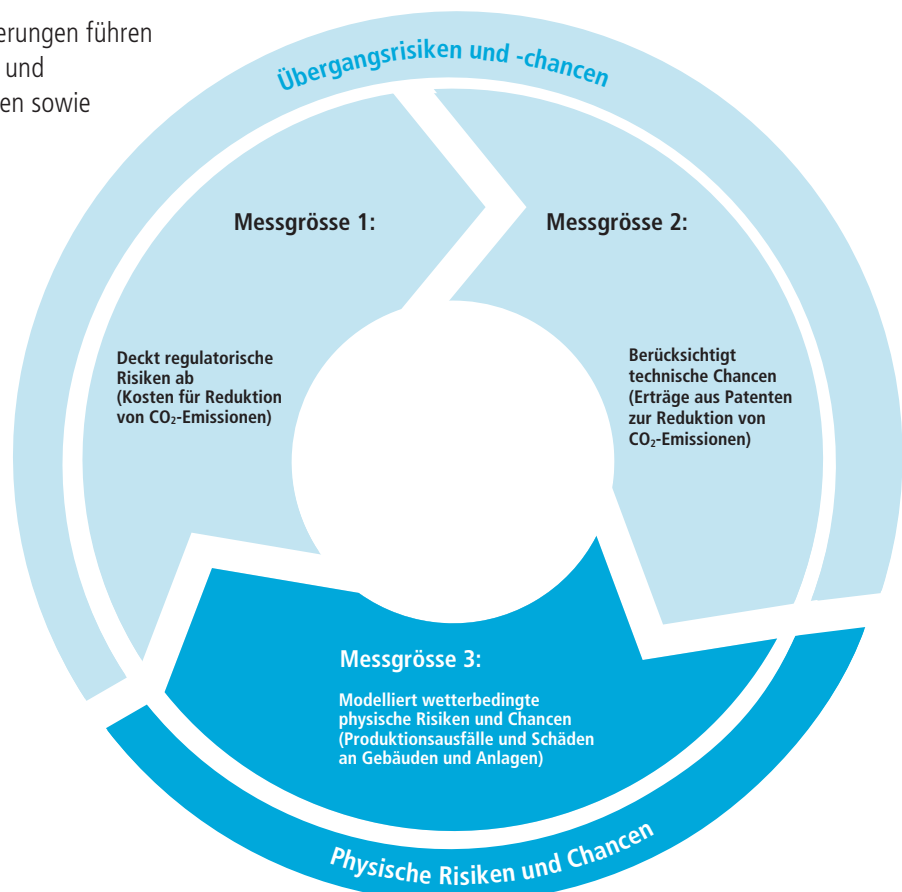 erungen führen
und
en sowie
Übergangsrisiken und -chancen
Messgrösse 1:
Deckt regulatorische
Risiken ab
(Kosten für Reduktion
von CO₂-Emissionen)
Messgrösse 2:
Berücksichtigt
technische Chancen
(Erträge aus Patenten
zur Reduktion von
CO₂-Emissionen)
Messgrösse 3:
Modelliert wetterbedingte
physische Risiken und Chancen
(Produktionsausfälle und Schäden
an Gebäuden und Anlagen)
Physische Risiken und Chancen